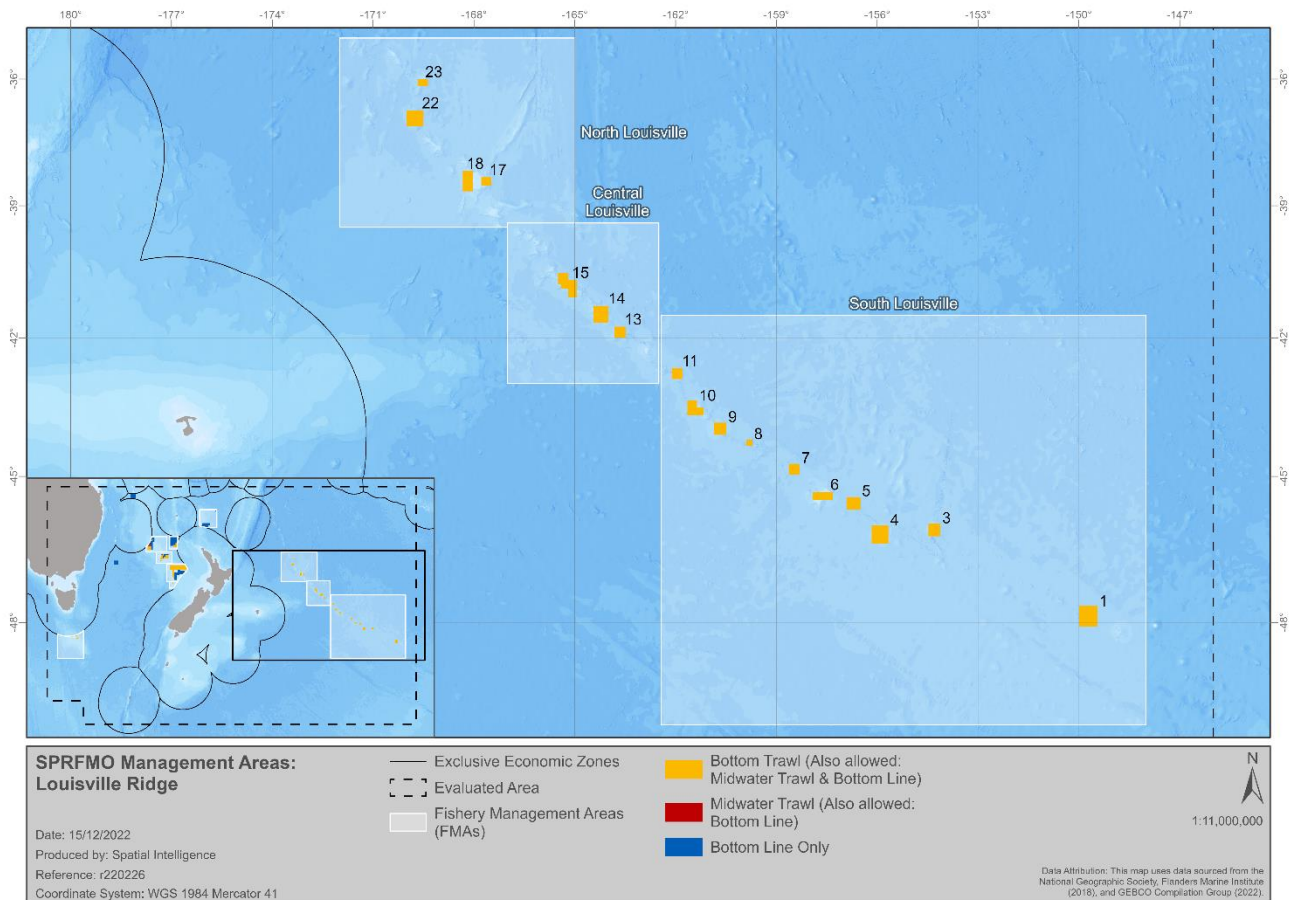 180° -177° -174° -171° -168° -165° -162° -159° -156° -153° -150° -147°
-36° -36°
23
22
North Louisville
18 17
-39° -39°
Central
Louisville
15
14
13
South Louisville
-42° -42°
11
10
9
8
7
-45° -45°
6
5
4
3
1
-48° -48°
SPRFMO Management Areas:
Louisville Ridge
Date: 15/12/2022
Produced by: Spatial Intelligence
Reference: r220226
Coordinate System: WGS 1984 Mercator 41
Exclusive Economic Zones
Evaluated Area
Fishery Management Areas
(FMAs)
Bottom Trawl (Also allowed:
Midwater Trawl & Bottom Line)
Midwater Trawl (Also allowed:
Bottom Line)
Bottom Line Only
N
1:11,000,000
Data Attribution: This map uses data sourced from the
National Geographic Society, Flanders Marine Institute
(2018), and GEBCO Compilation Group (2022).